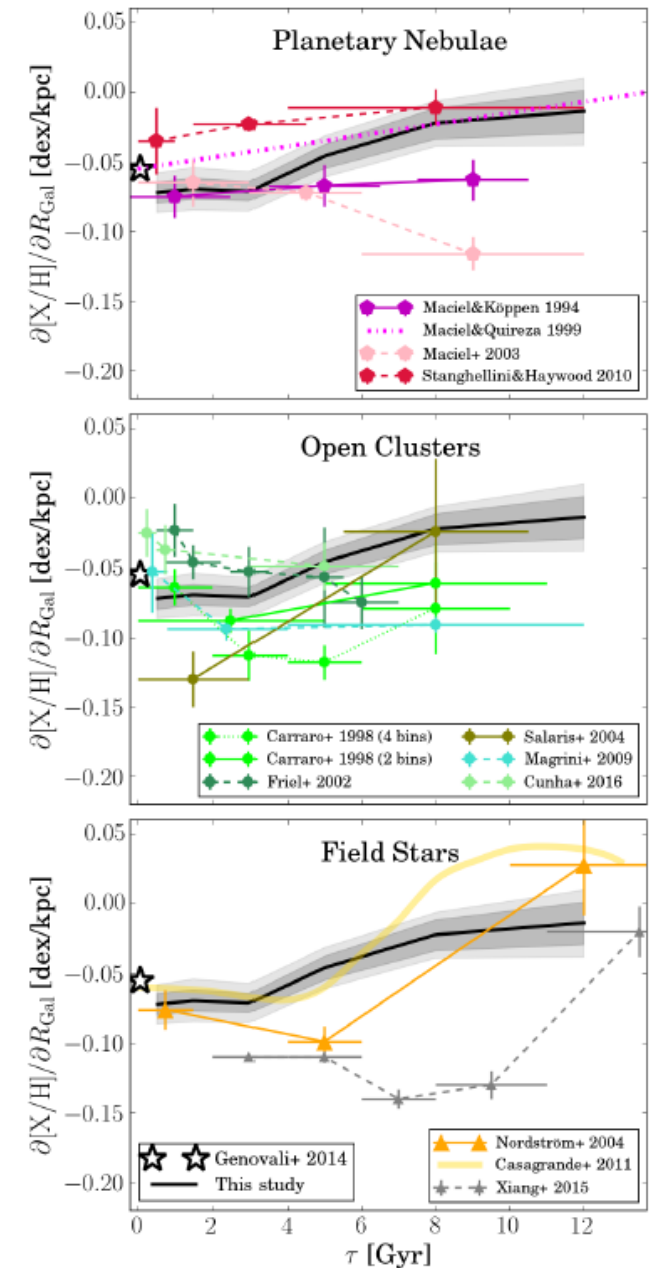 Planetary Nebulae
0.05
0.00
−0.05
−0.10
−0.15
−0.20
∂[X/H]/∂R_Gal [dex/kpc]
Maciel&Köppen 1994
Maciel&Quireza 1999
Maciel+ 2003
Stanghellini&Haywood 2010
Open Clusters
0.05
0.00
−0.05
−0.10
−0.15
−0.20
∂[X/H]/∂R_Gal [dex/kpc]
Carraro+ 1998 (4 bins)
Carraro+ 1998 (2 bins)
Friel+ 2002
Salaris+ 2004
Magrini+ 2009
Cunha+ 2016
Field Stars
0.05
0.00
−0.05
−0.10
−0.15
−0.20
∂[X/H]/∂R_Gal [dex/kpc]
Genovali+ 2014
This study
Nordström+ 2004
Casagrande+ 2011
Xiang+ 2015
0 2 4 6 8 10 12
τ [Gyr]